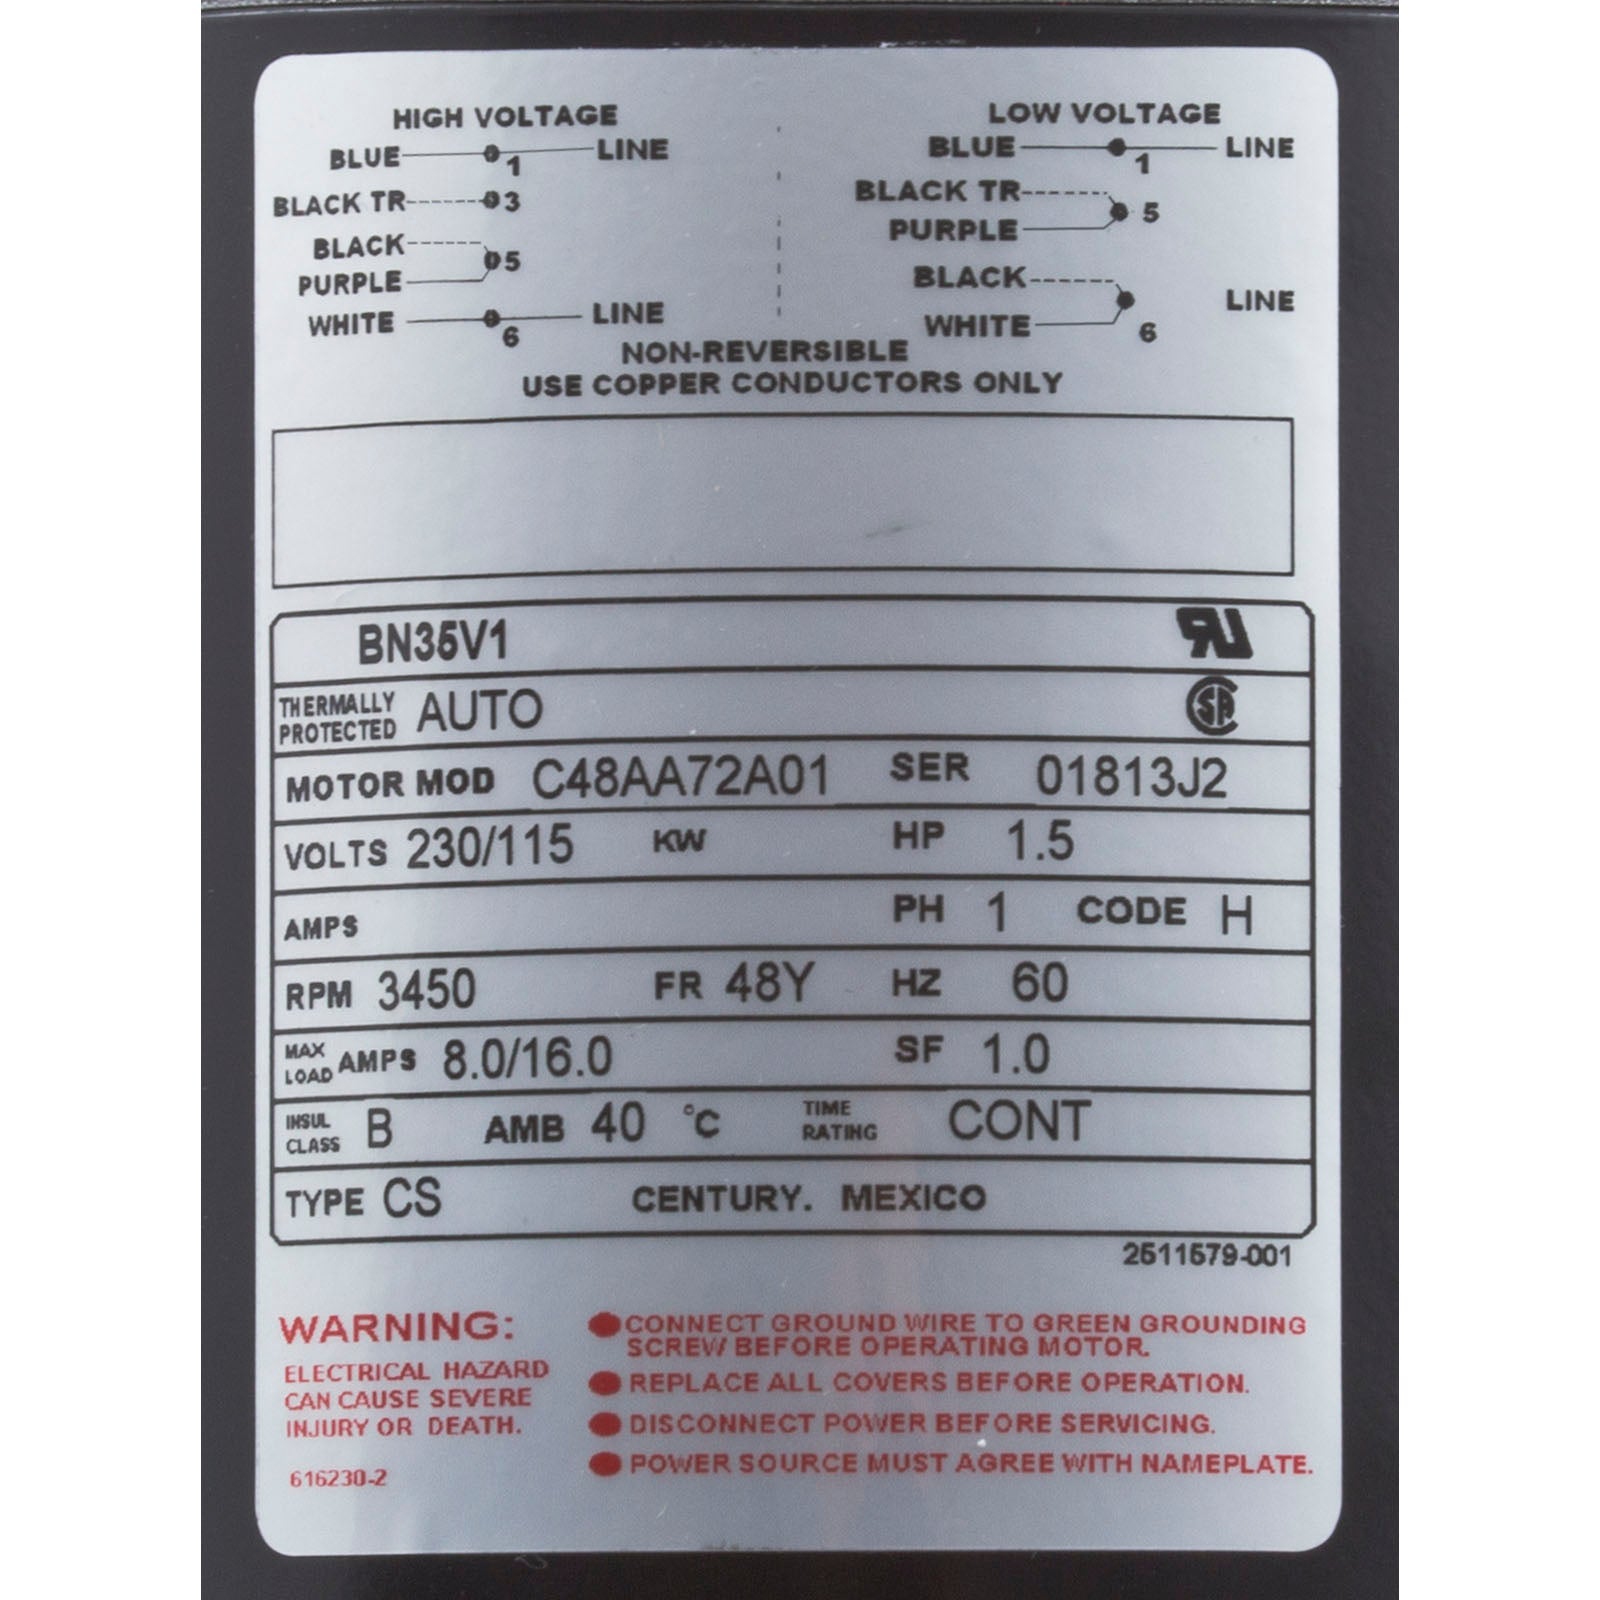 HIGH VOLTAGE
BLUE 1 LINE
BLACK TR 3
BLACK
PURPLE 5
WHITE 6 LINE
LOW VOLTAGE
BLUE 1 LINE
BLACK TR
PURPLE 5
BLACK LINE
WHITE 6
NON-REVERSIBLE
USE COPPER CONDUCTORS ONLY
BN35V1
THERMALLY PROTECTED AUTO
MOTOR MOD C48AA72A01 SER 01813J2
VOLTS 230/115 KW HP 1.5
AMPS PH 1 CODE H
RPM 3450 FR 48Y HZ 60
MAX LOAD AMPS 8.0/16.0 SF 1.0
INSUL CLASS B AMB 40 °C TIME RATING CONT
TYPE CS CENTURY. MEXICO
2511579-001
WARNING:
ELECTRICAL HAZARD
CAN CAUSE SEVERE
INJURY OR DEATH.
616230-2
●CONNECT GROUND WIRE TO GREEN GROUNDING
SCREW BEFORE OPERATING MOTOR.
●REPLACE ALL COVERS BEFORE OPERATION.
●DISCONNECT POWER BEFORE SERVICING.
●POWER SOURCE MUST AGREE WITH NAMEPLATE.